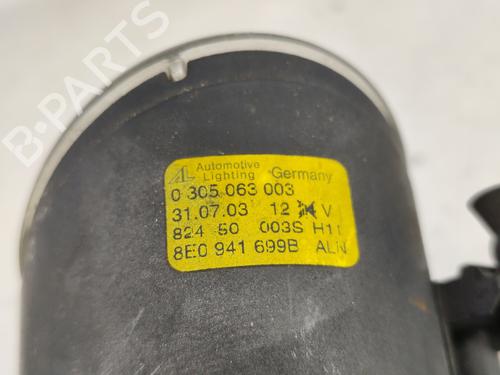 B-PARTS
AL Automotive Lighting Germany
0 305 063 003
31.07.03 12 V
824 50 003S H11
8E0 941 699B